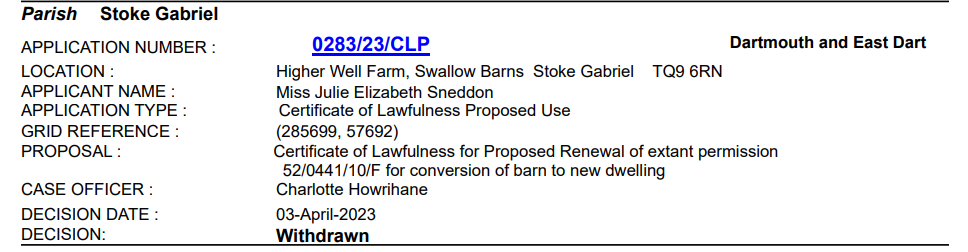 Parish Stoke Gabriel
APPLICATION NUMBER : 0283/23/CLP Dartmouth and East Dart
LOCATION : Higher Well Farm, Swallow Barns Stoke Gabriel TQ9 6RN
APPLICANT NAME : Miss Julie Elizabeth Sneddon
APPLICATION TYPE : Certificate of Lawfulness Proposed Use
GRID REFERENCE : (285699, 57692)
PROPOSAL : Certificate of Lawfulness for Proposed Renewal of extant permission
52/0441/10/F for conversion of barn to new dwelling
CASE OFFICER : Charlotte Howrihane
DECISION DATE : 03-April-2023
DECISION: Withdrawn